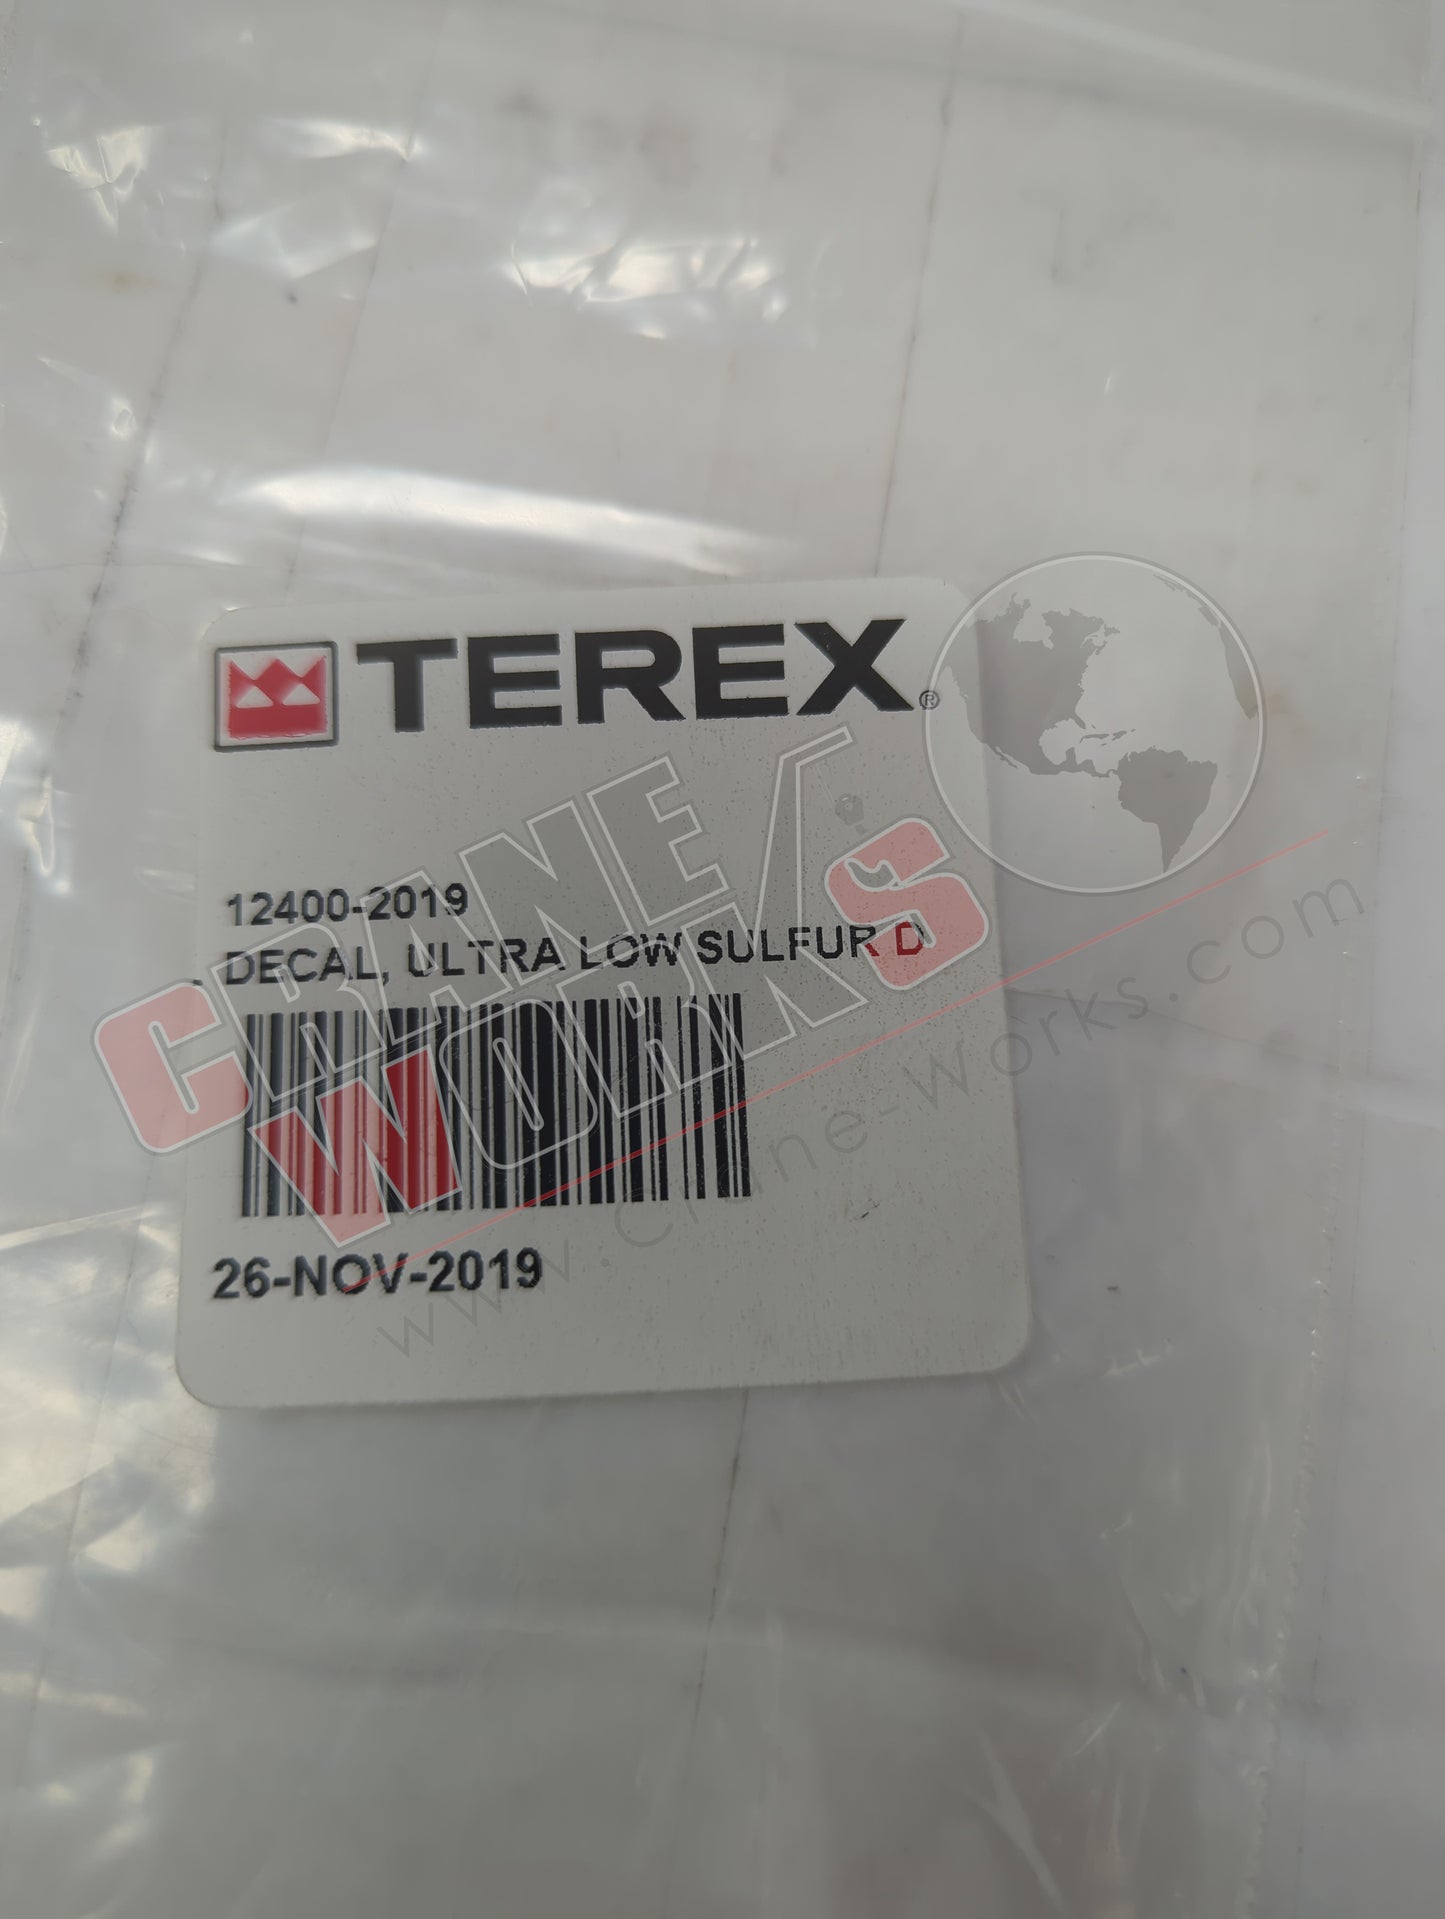 TEREX®
12400-2019
DECAL, ULTRA LOW SULFUR D
26-NOV-2019
CRANE
WORKS
www.crane-works.com